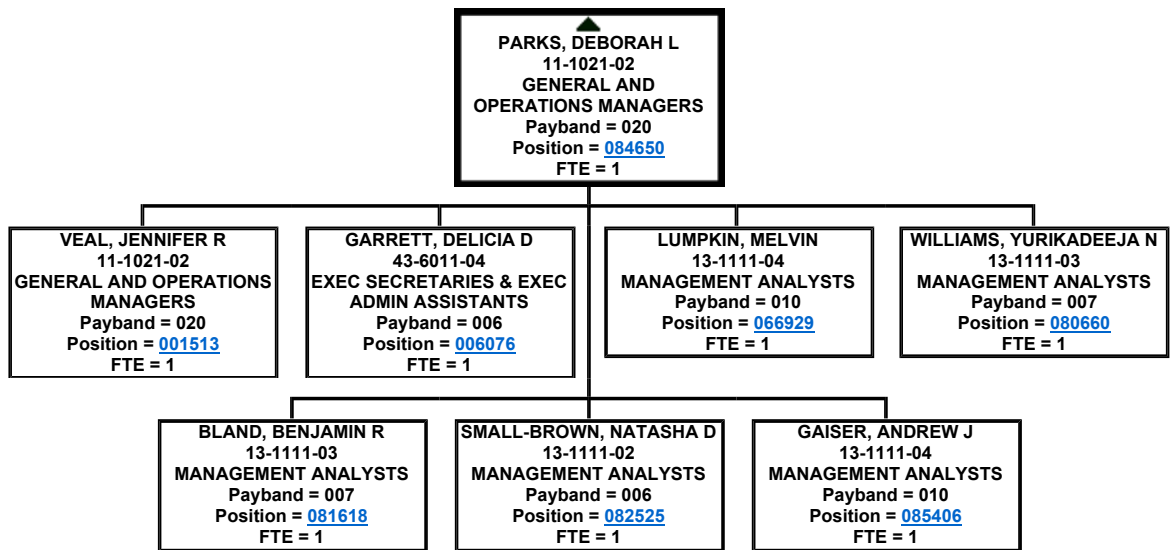 PARKS, DEBORAH L
11-1021-02
GENERAL AND
OPERATIONS MANAGERS
Payband = 020
Position = 084650
FTE = 1
VEAL, JENNIFER R
11-1021-02
GENERAL AND OPERATIONS
MANAGERS
Payband = 020
Position = 001513
FTE = 1
GARRETT, DELICIA D
43-6011-04
EXEC SECRETARIES & EXEC
ADMIN ASSISTANTS
Payband = 006
Position = 006076
FTE = 1
LUMPKIN, MELVIN
13-1111-04
MANAGEMENT ANALYSTS
Payband = 010
Position = 066929
FTE = 1
WILLIAMS, YURIKADEEJA N
13-1111-03
MANAGEMENT ANALYSTS
Payband = 007
Position = 080660
FTE = 1
BLAND, BENJAMIN R
13-1111-03
MANAGEMENT ANALYSTS
Payband = 007
Position = 081618
FTE = 1
SMALL-BROWN, NATASHA D
13-1111-02
MANAGEMENT ANALYSTS
Payband = 006
Position = 082525
FTE = 1
GAISER, ANDREW J
13-1111-04
MANAGEMENT ANALYSTS
Payband = 010
Position = 085406
FTE = 1